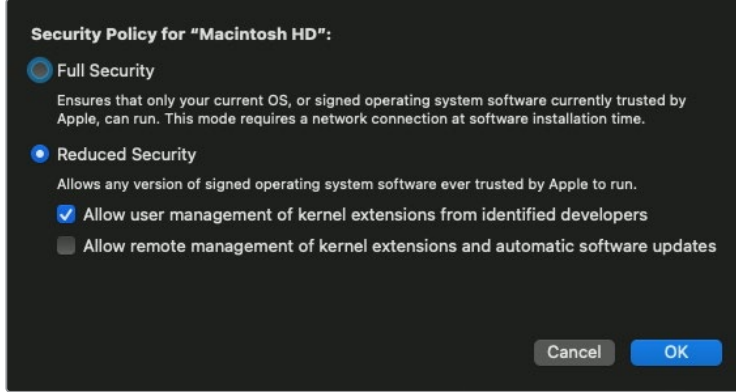 Security Policy for “Macintosh HD”:
Full Security
Ensures that only your current OS, or signed operating system software currently trusted by
Apple, can run. This mode requires a network connection at software installation time.
Reduced Security
Allows any version of signed operating system software ever trusted by Apple to run.
Allow user management of kernel extensions from identified developers
Allow remote management of kernel extensions and automatic software updates
Cancel OK